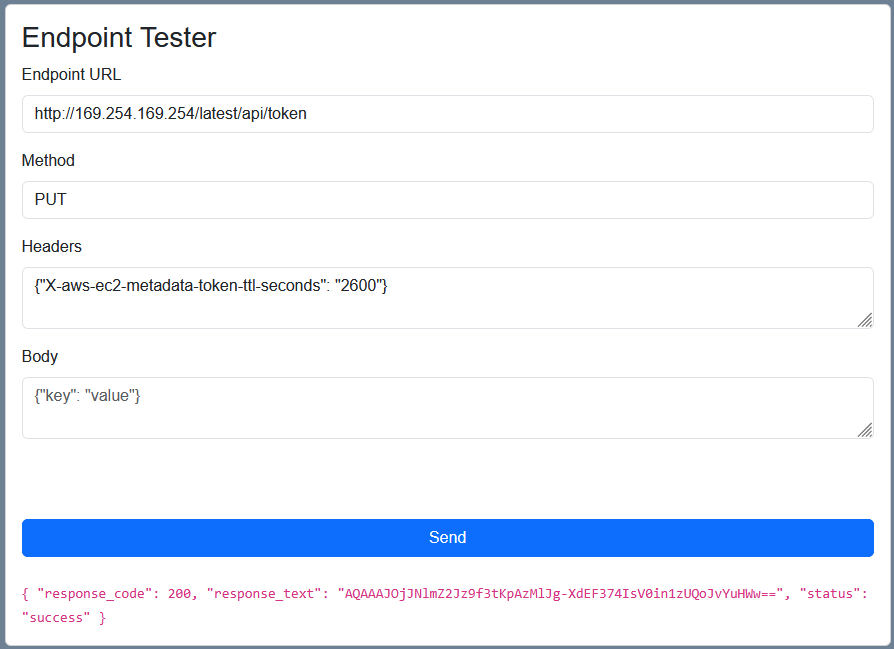 Endpoint Tester
Endpoint URL
http://169.254.169.254/latest/api/token
Method
PUT
Headers
{"X-aws-ec2-metadata-token-ttl-seconds": "2600"}
Body
{"key": "value"}
Send
{ "response_code": 200, "response_text": "AQAAAJOjJNlmZ2Jz9f3tKpAzMlJg-XdEF374IsV0in1zUQoJvYuHWw==", "status":
"success" }